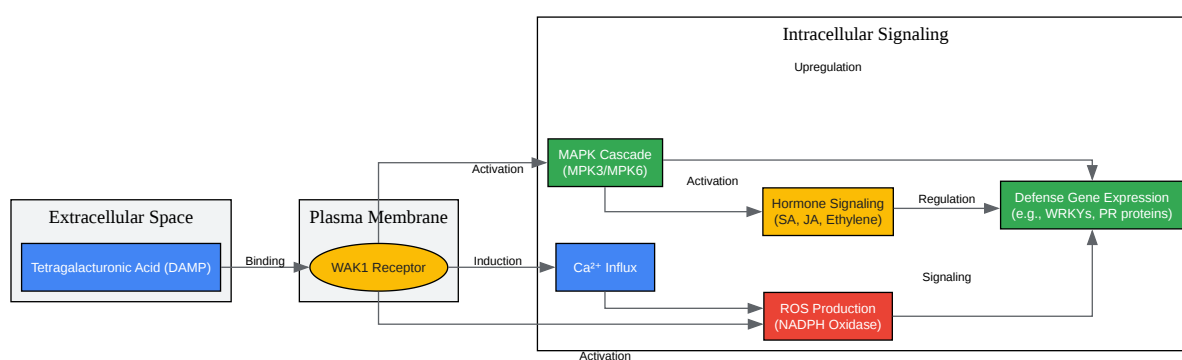 Intracellular Signaling
Upregulation
MAPK Cascade
(MPK3/MPK6)
Activation
Activation
Extracellular Space
Plasma Membrane
Hormone Signaling
(SA, JA, Ethylene)
Regulation
Defense Gene Expression
(e.g., WRKYs, PR proteins)
Tetragalacturonic Acid (DAMP)
Binding
WAK1 Receptor
Induction
Ca²⁺ Influx
Signaling
ROS Production
(NADPH Oxidase)
Activation